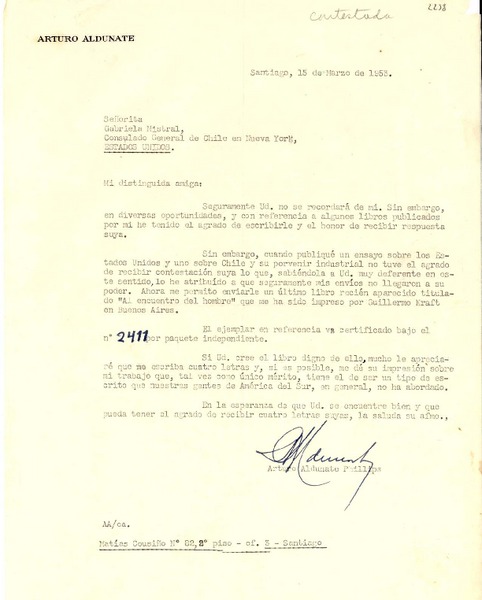 contestada
ARTURO ALDUNATE
Santiago, 15 de Marzo de 1953.
Señorita
Gabriela Mistral,
Consulado General de Chile en Nueva York,
ESTADOS UNIDOS.
Mi distinguida amiga:
Seguramente Ud. no se recordará de mi. Sin embargo,
en diversas oportunidades, y con referencia a algunos libros publicados
por mi he tenido el agrado de escribirle y el honor de recibir respuesta
suya.
Sin embargo, cuando publiqué un ensayo sobre los Es-
tados Unidos y uno sobre Chile y su porvenir industrial no tuve el agrado
de recibir contestación suya lo que, sabiéndola a Ud. muy deferente en es-
te sentido, lo he atribuido a que seguramente mis envíos no llegaron a su
poder. Ahora me permito enviarle un último libro recién aparecido titula-
do "Al encuentro del hombre" que me ha sido impreso por Guillermo Kraft
en Buenos Aires.
El ejemplar en referencia va certificado bajo el
n° 2411 por paquete independiente.
Si Ud. cree el libro digno de ello, mucho le aprecia-
ré que me escriba cuatro letras y, si es posible, me dé su impresión sobre
mi trabajo que, tal vez como único mérito, tiene el de ser un tipo de es-
crito que nuestras gentes de América del Sur, en general, no ha abordado.
En la esperanza de que Ud. se encuentre bien y que
pueda tener el agrado de recibir cuatro letras suyas, la saluda su afmo.,
Arturo Aldunate Phillips
AA/ca.
Matías Cousiño N° 82, 2° piso - of. 3 - Santiago